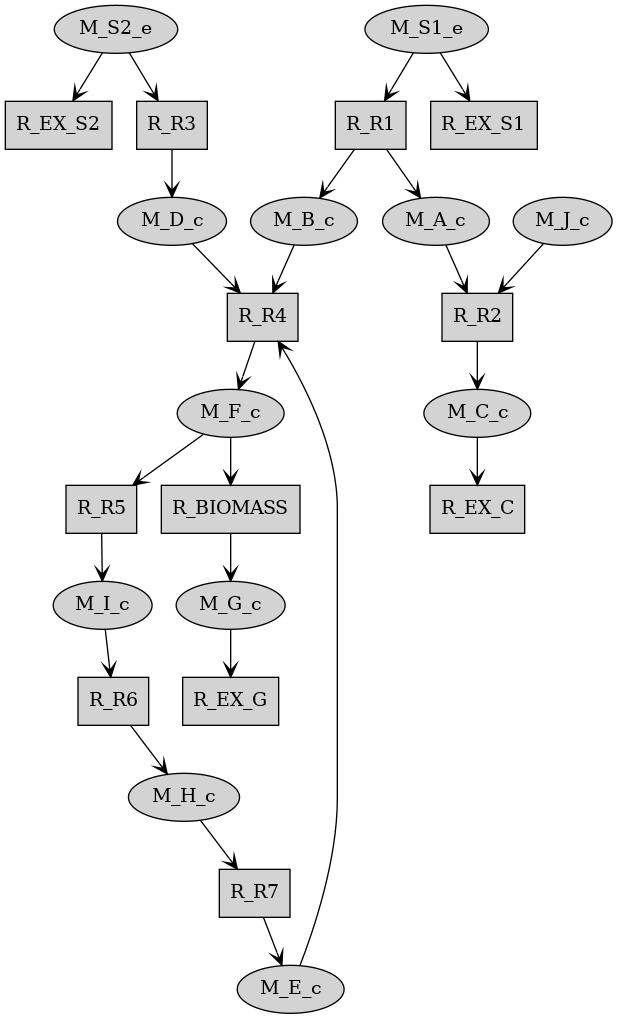 M_S2_e
M_S1_e
R_EX_S2
R_R3
R_R1
R_EX_S1
M_D_c
M_B_c
M_A_c
M_J_c
R_R4
R_R2
M_F_c
M_C_c
R_R5
R_BIOMASS
R_EX_C
M_I_c
M_G_c
R_R6
R_EX_G
M_H_c
R_R7
M_E_c